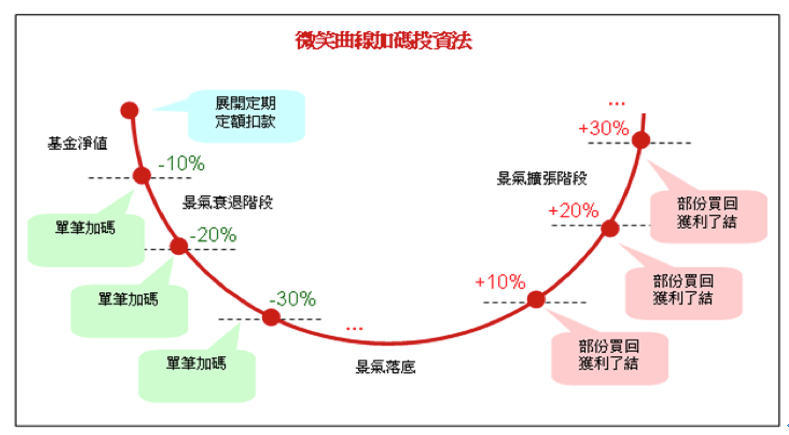 微笑曲線加碼投資法
展開定期
定額扣款
基金淨值
-10%
景氣衰退階段
單筆加碼
-20%
單筆加碼
-30%
單筆加碼
...
景氣落底
+10%
部份買回
獲利了結
+20%
部份買回
獲利了結
景氣擴張階段
+30%
部份買回
獲利了結
...